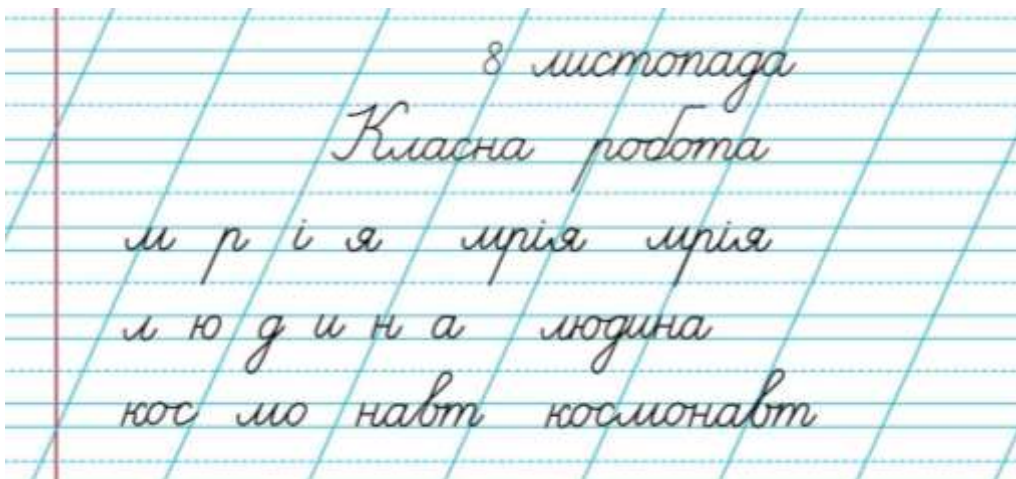 8 листопада
Класна робота
м р і я мрія мрія
л ю д и н а людина
кос мо навт космонавт